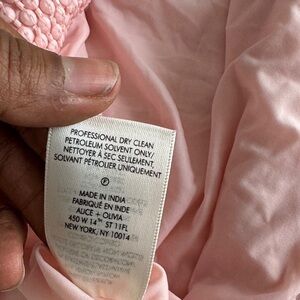 PROFESSIONAL DRY CLEAN
PETROLEUM SOLVENT ONLY/
NETTOYER À SEC SEULEMENT,
SOLVANT PÉTROLIER UNIQUEMENT
F
MADE IN INDIA
FABRIQUÉ EN INDE
ALICE + OLIVIA
450 W 14TH ST 11FL
NEW YORK, NY 10014